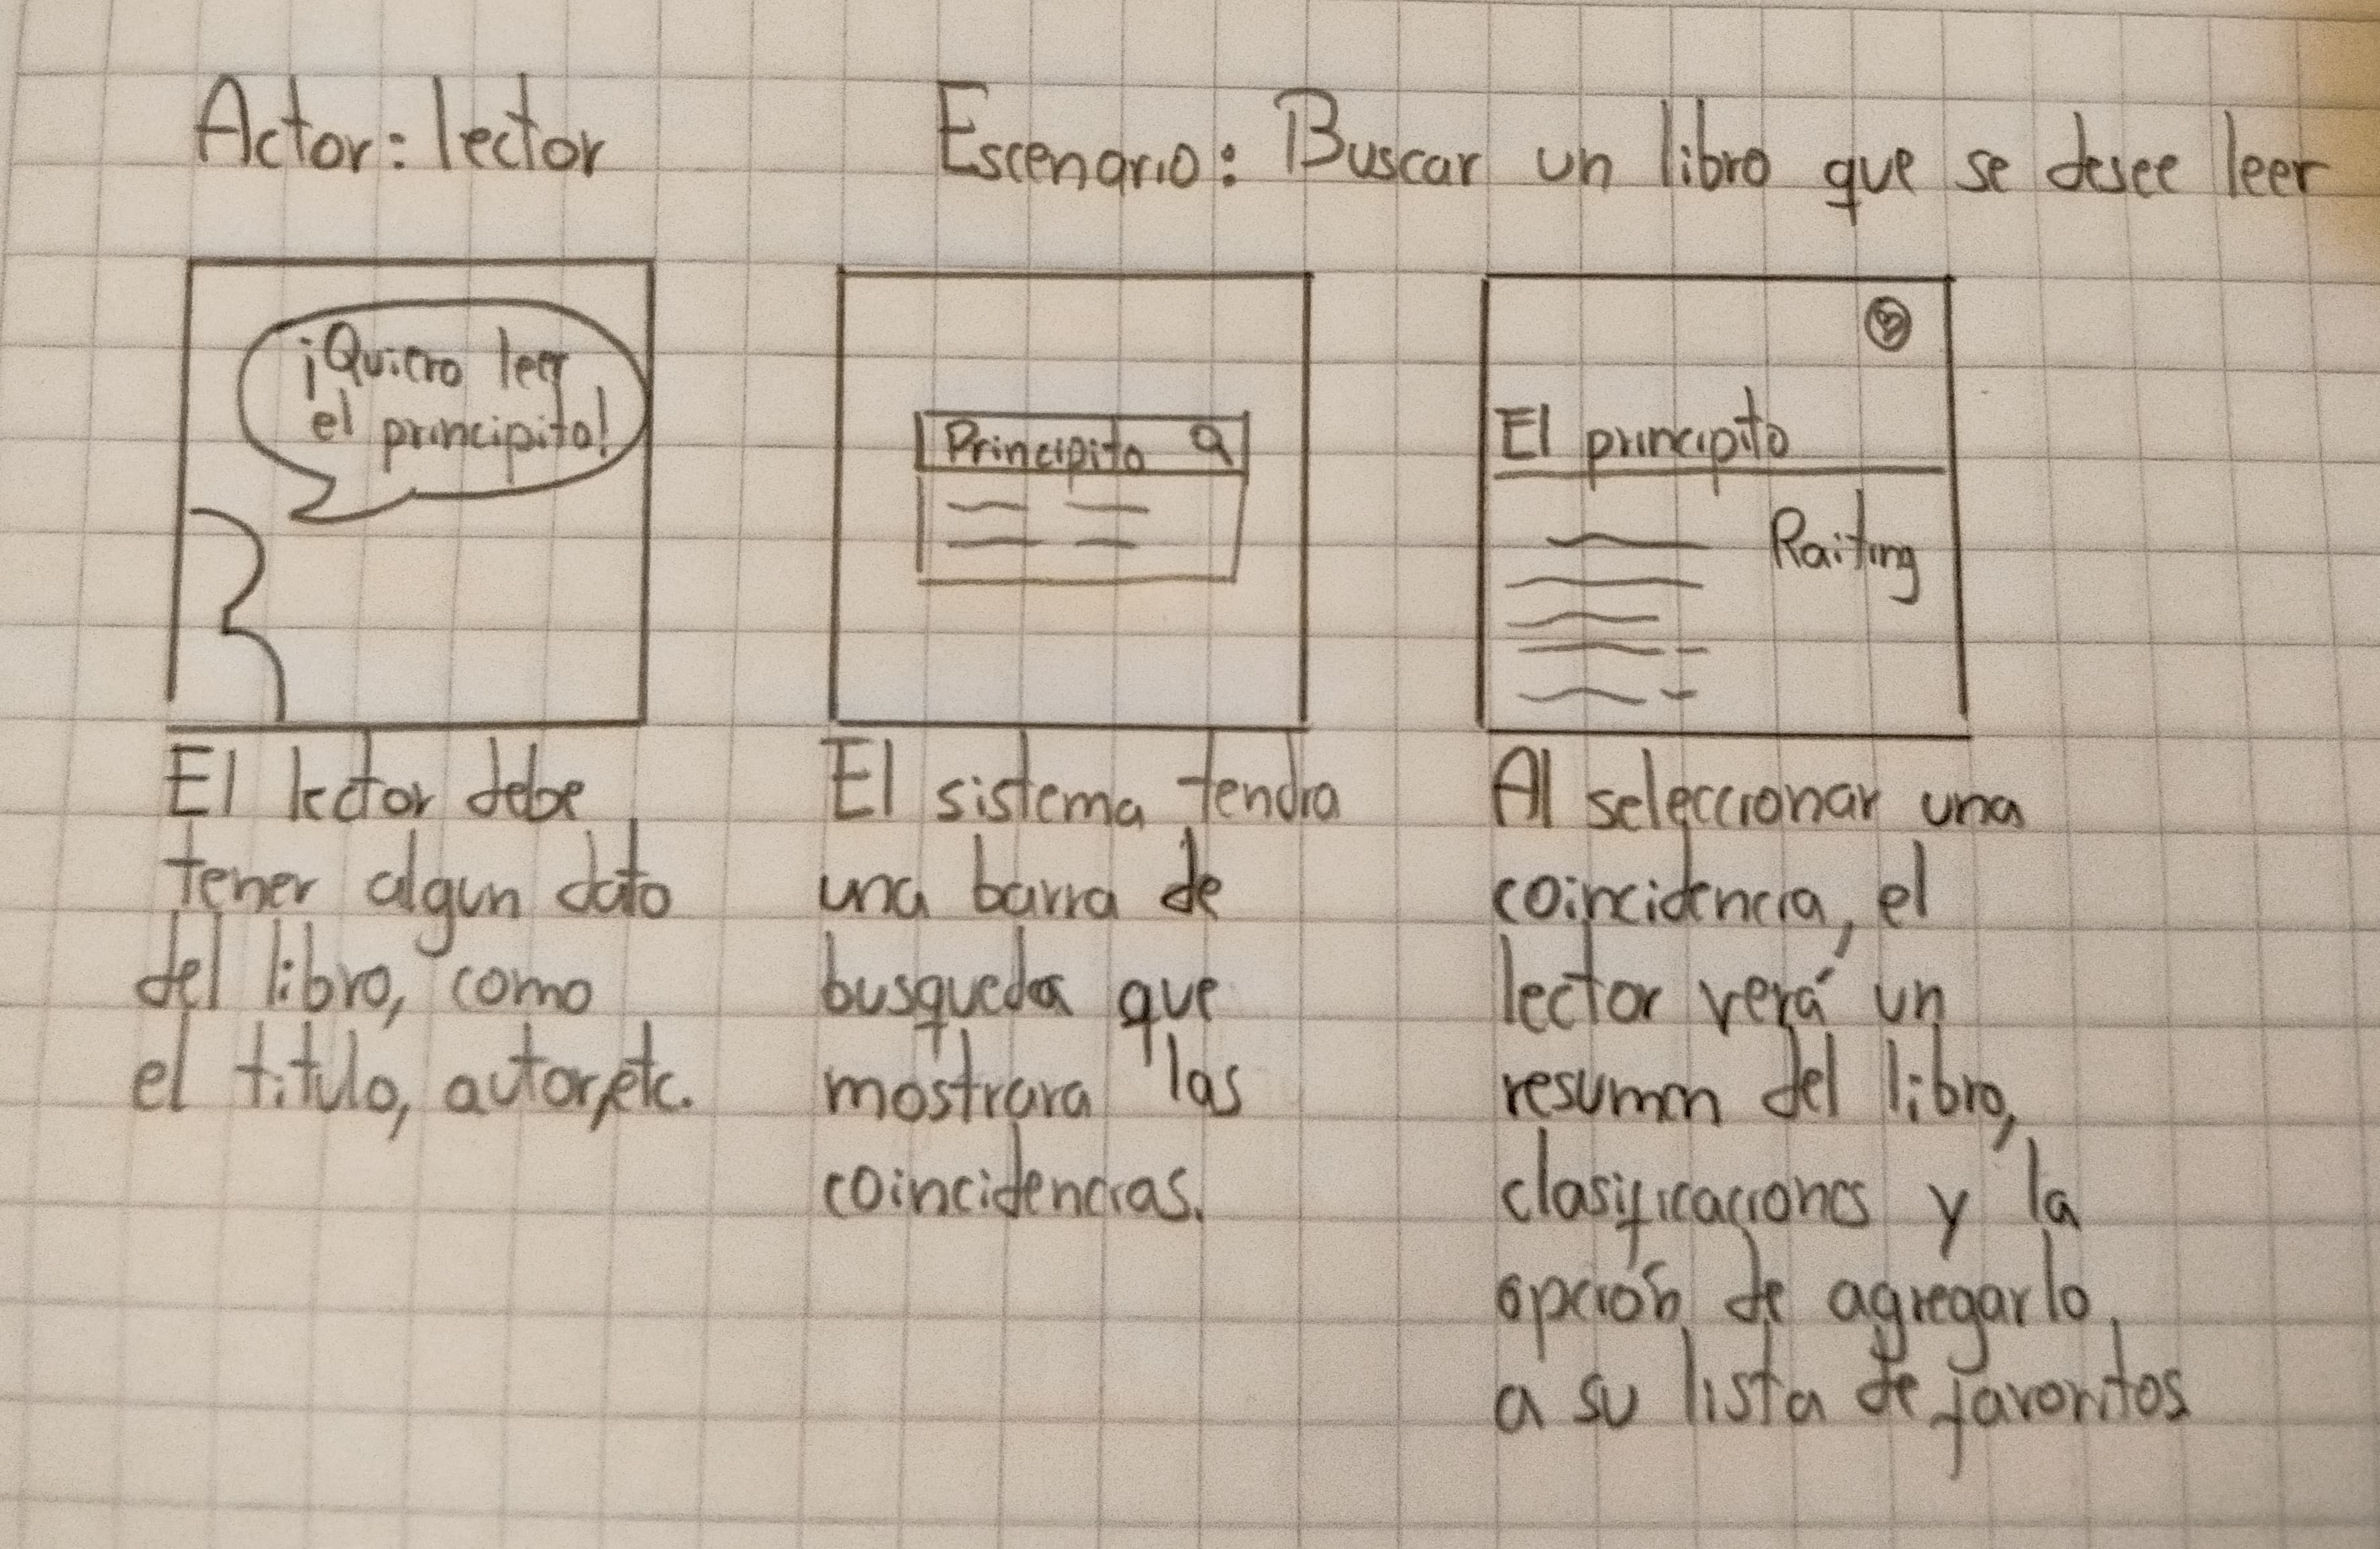 Actor: lector
Escenario: Buscar un libro que se desee leer
¡Quiero leer
el principito!
El lector debe
tener algun dato
del libro, como
el titulo, autor, etc.
Principito
El sistema tendra
una barra de
busqueda que
mostrara las
coincidencias.
El principito
Raiting
Al seleccionar una
coincidencia, el
lector verá un
resumen del libro,
clasificaciones y la
opción de agregarlo
a su lista de favoritos